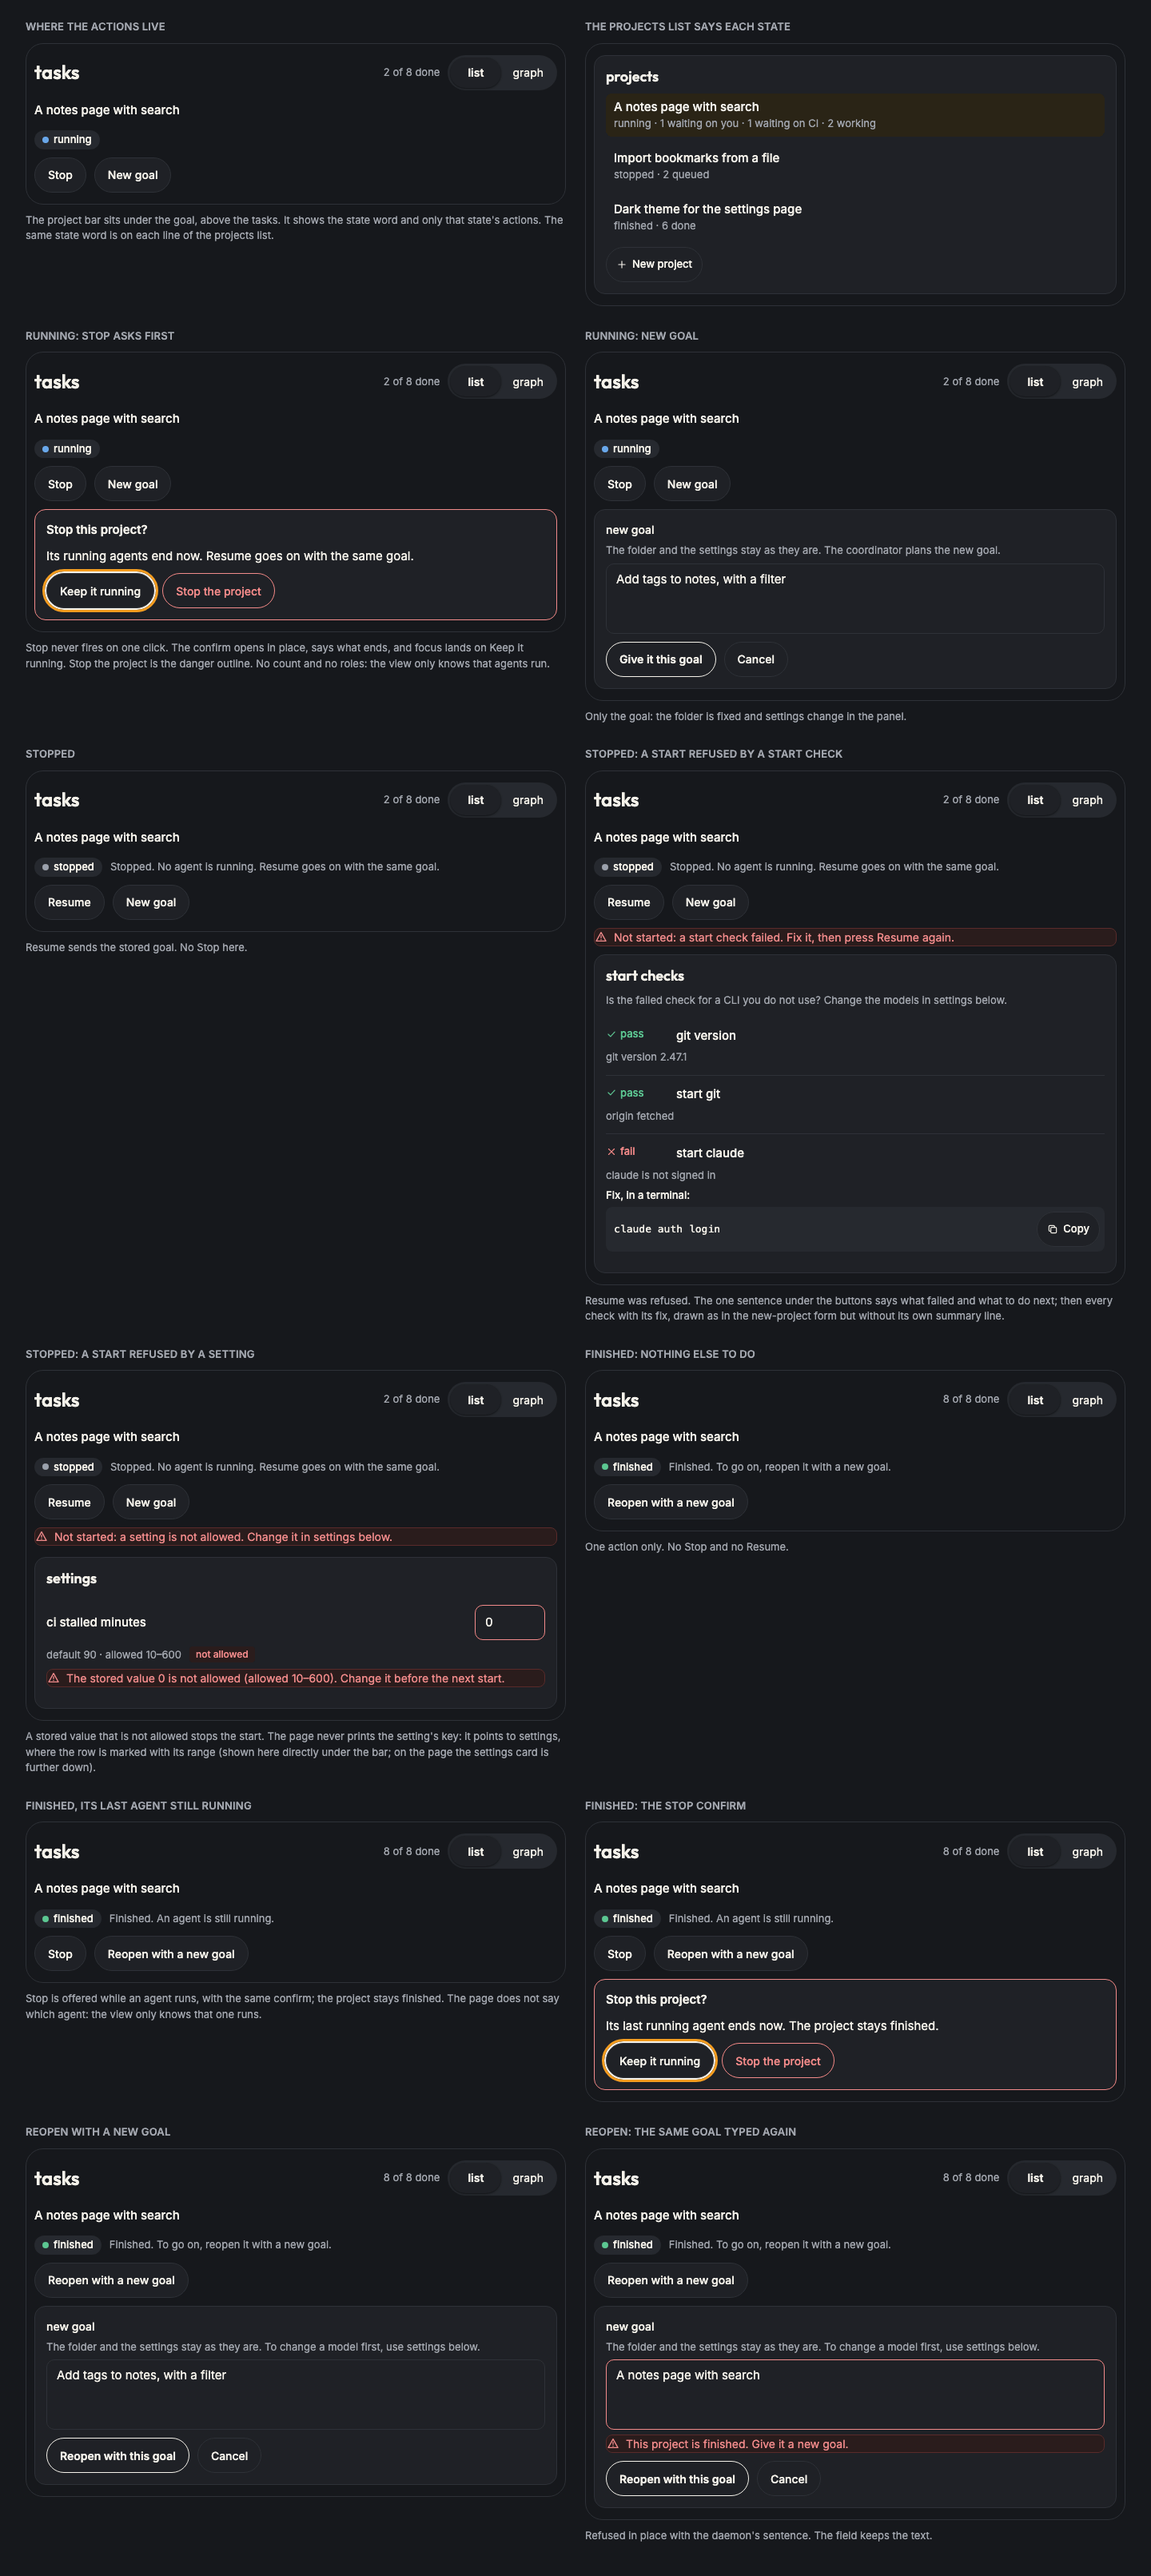 WHERE THE ACTIONS LIVE
tasks
2 of 8 done
list
graph
A notes page with search
running
Stop
New goal
The project bar sits under the goal, above the tasks. It shows the state word and only that state's actions. The
same state word is on each line of the projects list.
THE PROJECTS LIST SAYS EACH STATE
projects
A notes page with search
running · 1 waiting on you · 1 waiting on CI · 2 working
Import bookmarks from a file
stopped · 2 queued
Dark theme for the settings page
finished · 6 done
+ New project
RUNNING: STOP ASKS FIRST
tasks
2 of 8 done
list
graph
A notes page with search
running
Stop
New goal
Stop this project?
Its running agents end now. Resume goes on with the same goal.
Keep it running
Stop the project
Stop never fires on one click. The confirm opens in place, says what ends, and focus lands on Keep it
running. Stop the project is the danger outline. No count and no roles: the view only knows that agents run.
RUNNING: NEW GOAL
tasks
2 of 8 done
list
graph
A notes page with search
running
Stop
New goal
new goal
The folder and the settings stay as they are. The coordinator plans the new goal.
Add tags to notes, with a filter
Give it this goal
Cancel
Only the goal: the folder is fixed and settings change in the panel.
STOPPED
tasks
2 of 8 done
list
graph
A notes page with search
stopped
Stopped. No agent is running. Resume goes on with the same goal.
Resume
New goal
Resume sends the stored goal. No Stop here.
STOPPED: A START REFUSED BY A START CHECK
tasks
2 of 8 done
list
graph
A notes page with search
stopped
Stopped. No agent is running. Resume goes on with the same goal.
Resume
New goal
Not started: a start check failed. Fix it, then press Resume again.
start checks
Is the failed check for a CLI you do not use? Change the models in settings below.
pass
git version
git version 2.47.1
pass
start git
origin fetched
fail
start claude
claude is not signed in
Fix, in a terminal:
claude auth login
Copy
Resume was refused. The one sentence under the buttons says what failed and what to do next; then every
check with its fix, drawn as in the new-project form but without its own summary line.
STOPPED: A START REFUSED BY A SETTING
tasks
2 of 8 done
list
graph
A notes page with search
stopped
Stopped. No agent is running. Resume goes on with the same goal.
Resume
New goal
Not started: a setting is not allowed. Change it in settings below.
settings
ci stalled minutes
0
default 90 · allowed 10–600
not allowed
The stored value 0 is not allowed (allowed 10–600). Change it before the next start.
A stored value that is not allowed stops the start. The page never prints the setting's key: it points to settings,
where the row is marked with its range (shown here directly under the bar; on the page the settings card is
further down).
FINISHED: NOTHING ELSE TO DO
tasks
8 of 8 done
list
graph
A notes page with search
finished
Finished. To go on, reopen it with a new goal.
Reopen with a new goal
One action only. No Stop and no Resume.
FINISHED, ITS LAST AGENT STILL RUNNING
tasks
8 of 8 done
list
graph
A notes page with search
finished
Finished. An agent is still running.
Stop
Reopen with a new goal
Stop is offered while an agent runs, with the same confirm; the project stays finished. The page does not say
which agent: the view only knows that one runs.
FINISHED: THE STOP CONFIRM
tasks
8 of 8 done
list
graph
A notes page with search
finished
Finished. An agent is still running.
Stop
Reopen with a new goal
Stop this project?
Its last running agent ends now. The project stays finished.
Keep it running
Stop the project
REOPEN WITH A NEW GOAL
tasks
8 of 8 done
list
graph
A notes page with search
finished
Finished. To go on, reopen it with a new goal.
Reopen with a new goal
new goal
The folder and the settings stay as they are. To change a model first, use settings below.
Add tags to notes, with a filter
Reopen with this goal
Cancel
REOPEN: THE SAME GOAL TYPED AGAIN
tasks
8 of 8 done
list
graph
A notes page with search
finished
Finished. To go on, reopen it with a new goal.
Reopen with a new goal
new goal
The folder and the settings stay as they are. To change a model first, use settings below.
A notes page with search
This project is finished. Give it a new goal.
Reopen with this goal
Cancel
Refused in place with the daemon's sentence. The field keeps the text.